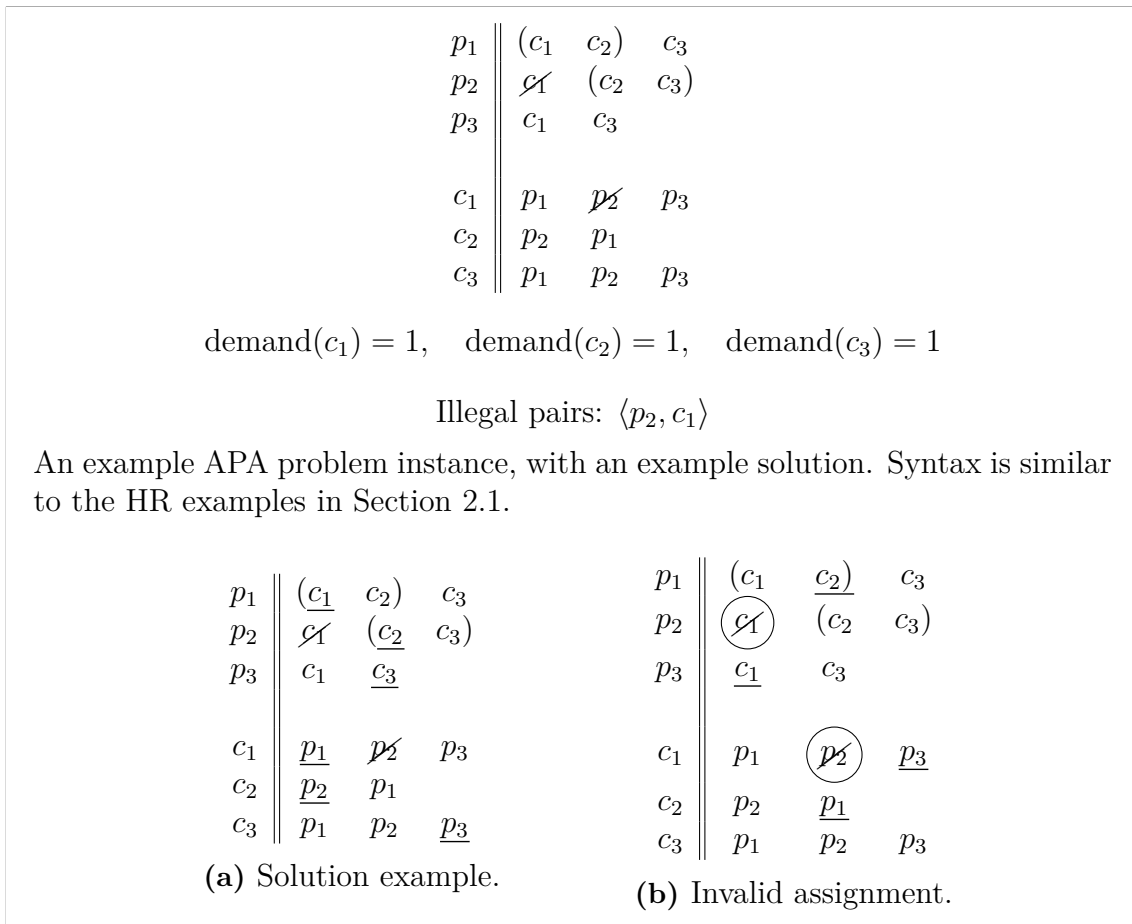 p₁ (c₁ c₂) c₃
p₂ c₁ (c₂ c₃)
p₃ c₁ c₃
c₁ p₁ p₂ p₃
c₂ p₂ p₁
c₃ p₁ p₂ p₃
demand(c₁) = 1, demand(c₂) = 1, demand(c₃) = 1
Illegal pairs: ⟨p₂, c₁⟩
An example APA problem instance, with an example solution. Syntax is similar
to the HR examples in Section 2.1.
p₁ (c₁ c₂) c₃
p₂ c₁ (c₂ c₃)
p₃ c₁ c₃
c₁ p₁ p₂ p₃
c₂ p₂ p₁
c₃ p₁ p₂ p₃
(a) Solution example.
p₁ (c₁ c₂) c₃
p₂ c₁ (c₂ c₃)
p₃ c₁ c₃
c₁ p₁ p₂ p₃
c₂ p₂ p₁
c₃ p₁ p₂ p₃
(b) Invalid assignment.